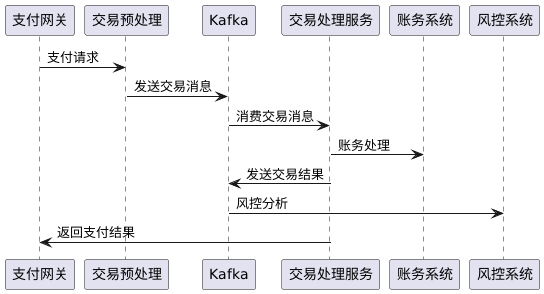 支付网关 交易预处理 Kafka 交易处理服务 账务系统 风控系统
支付请求
发送交易消息
消费交易消息
账务处理
发送交易结果
风控分析
返回支付结果
支付网关 交易预处理 Kafka 交易处理服务 账务系统 风控系统